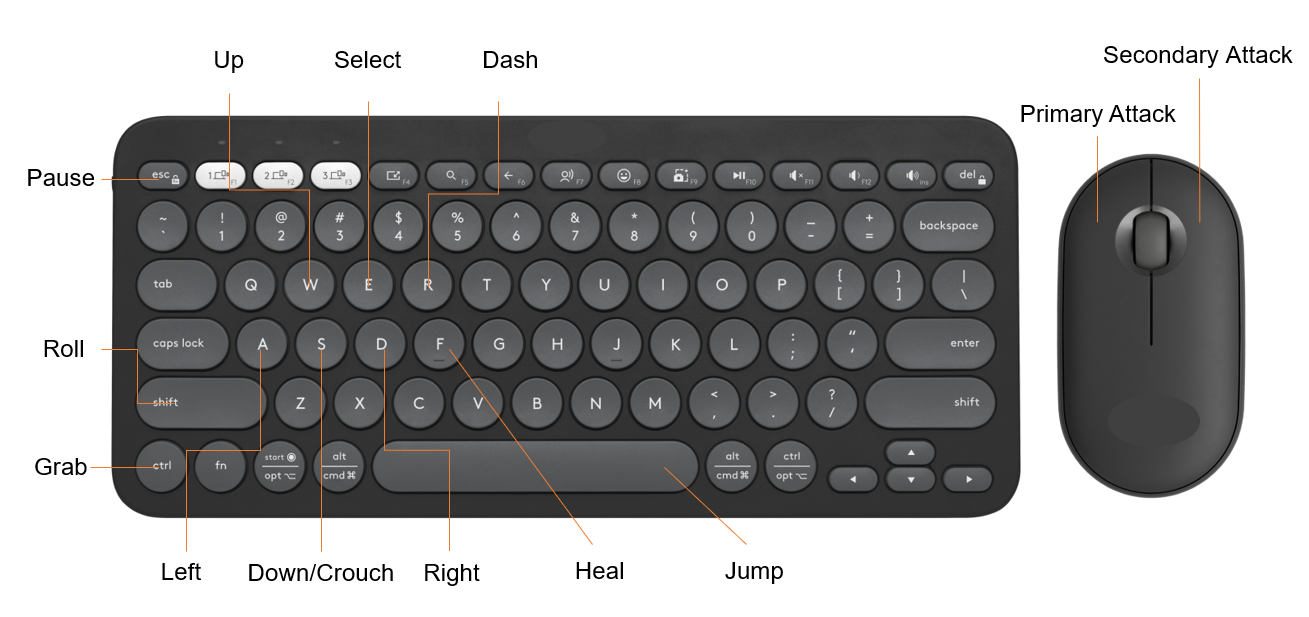 Secondary Attack
Up Select Dash
Primary Attack
Pause
esc 1 F1 2 F2 3 F3 F4 F5 F6 F7 F8 F9 F10 F11 F12 ins del
~ ! @ # $ % ^ & * ( ) _ +
` 1 2 3 4 5 6 7 8 9 0 - = backspace
tab Q W E R T Y U I O P { [ } ] | \
Roll
caps lock A S D F G H J K L : ; “ ‘ enter
shift Z X C V B N M < , > . ? / shift
Grab
ctrl fn start opt alt cmd ⌘ alt cmd ⌘ ctrl opt
Left Down/Crouch Right Heal Jump